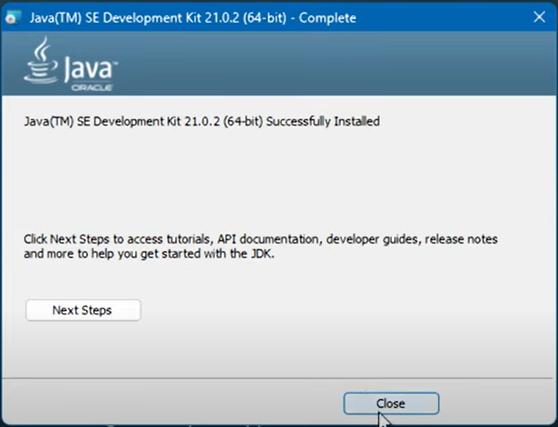 Java(TM) SE Development Kit 21.0.2 (64-bit) - Complete
Java™
ORACLE
Java(TM) SE Development Kit 21.0.2 (64-bit) Successfully Installed
Click Next Steps to access tutorials, API documentation, developer guides, release notes
and more to help you get started with the JDK.
Next Steps
Close